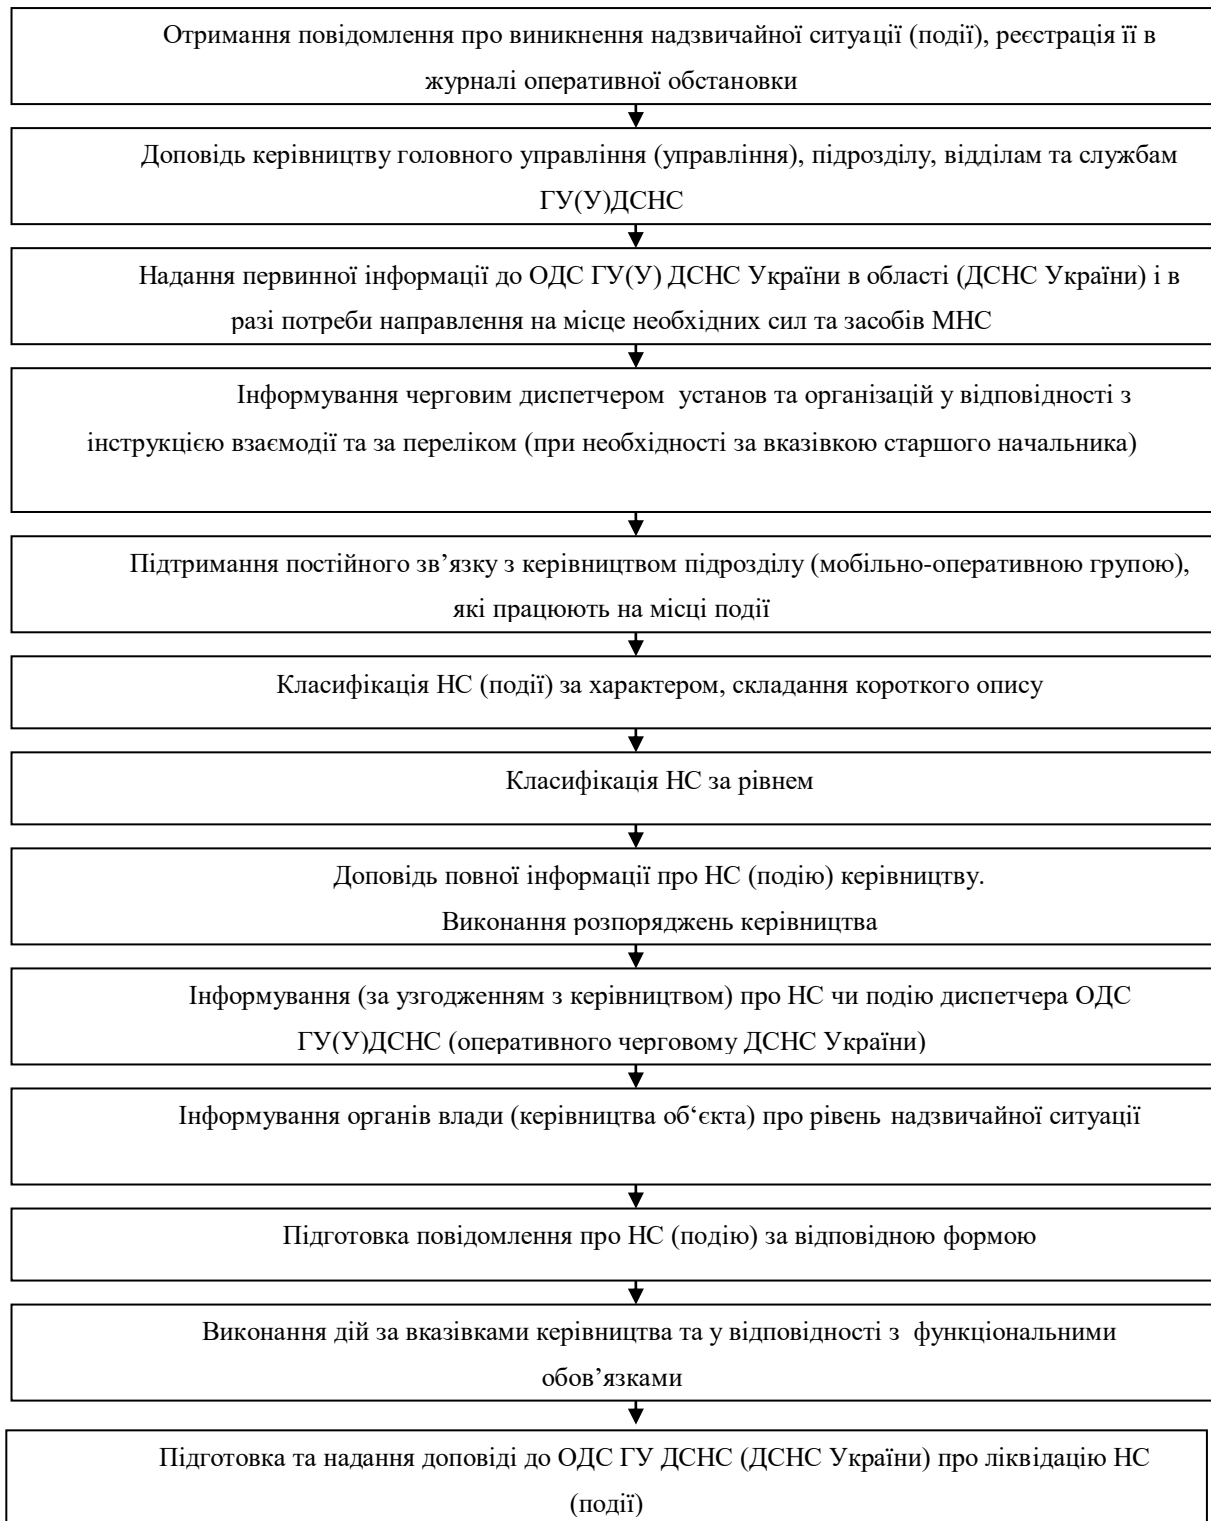 Отримання повідомлення про виникнення надзвичайної ситуації (події), реєстрація її в
журналі оперативної обстановки
Доповідь керівництву головного управління (управління), підрозділу, відділам та службам
ГУ(У)ДСНС
Надання первинної інформації до ОДС ГУ(У) ДСНС України в області (ДСНС України) і в
разі потреби направлення на місце необхідних сил та засобів МНС
Інформування черговим диспетчером установ та організацій у відповідності з
інструкцією взаємодії та за переліком (при необхідності за вказівкою старшого начальника)
Підтримання постійного зв’язку з керівництвом підрозділу (мобільно-оперативною групою),
які працюють на місці події
Класифікація НС (події) за характером, складання короткого опису
Класифікація НС за рівнем
Доповідь повної інформації про НС (подію) керівництву.
Виконання розпоряджень керівництва
Інформування (за узгодженням з керівництвом) про НС чи подію диспетчера ОДС
ГУ(У)ДСНС (оперативного черговому ДСНС України)
Інформування органів влади (керівництва об‘єкта) про рівень надзвичайної ситуації
Підготовка повідомлення про НС (подію) за відповідною формою
Виконання дій за вказівками керівництва та у відповідності з функціональними
обов’язками
Підготовка та надання доповіді до ОДС ГУ ДСНС (ДСНС України) про ліквідацію НС
(події)